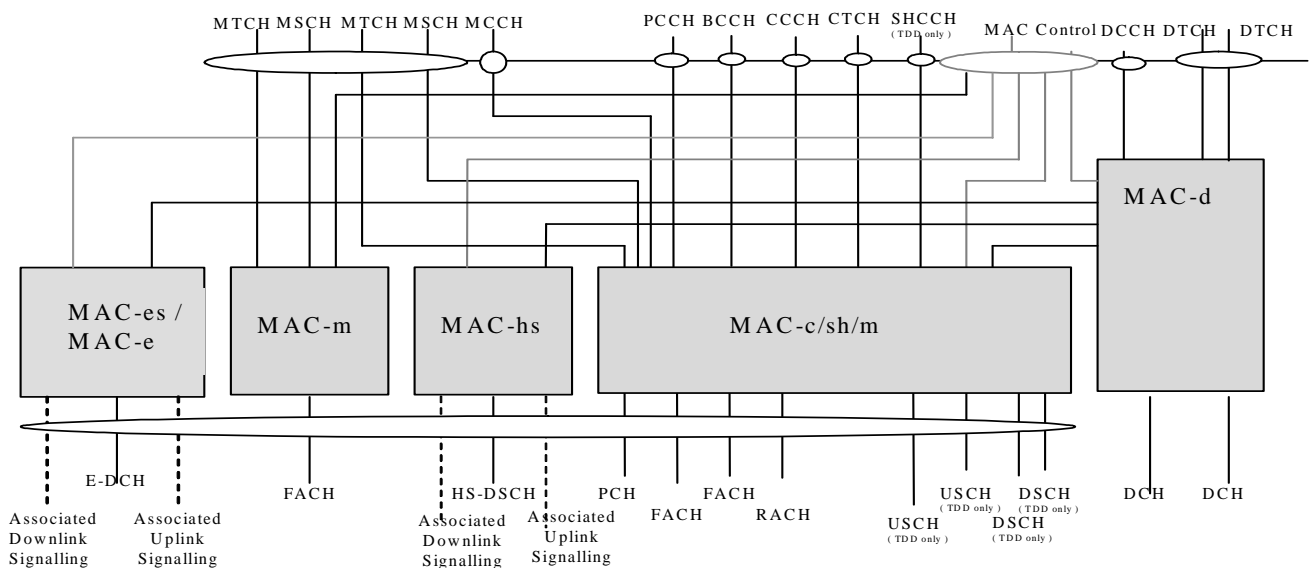 MTCH MSCH MTCH MSCH MCCH PCCH BCCH CCCH CTCH SHCCH MAC Control DCCH DTCH DTCH
( TDD only )
MAC-d
MAC-es /
MAC-e
MAC-m
MAC-hs
MAC-c/sh/m
E-DCH
FACH
HS-DSCH
PCH
FACH
FACH
RACH
USCH
( TDD only )
USCH
( TDD only )
DSCH
( TDD only )
DSCH
( TDD only )
DCH
DCH
Associated
Downlink
Signalling
Associated
Uplink
Signalling
Associated
Downlink
Signalling
Associated
Uplink
Signalling